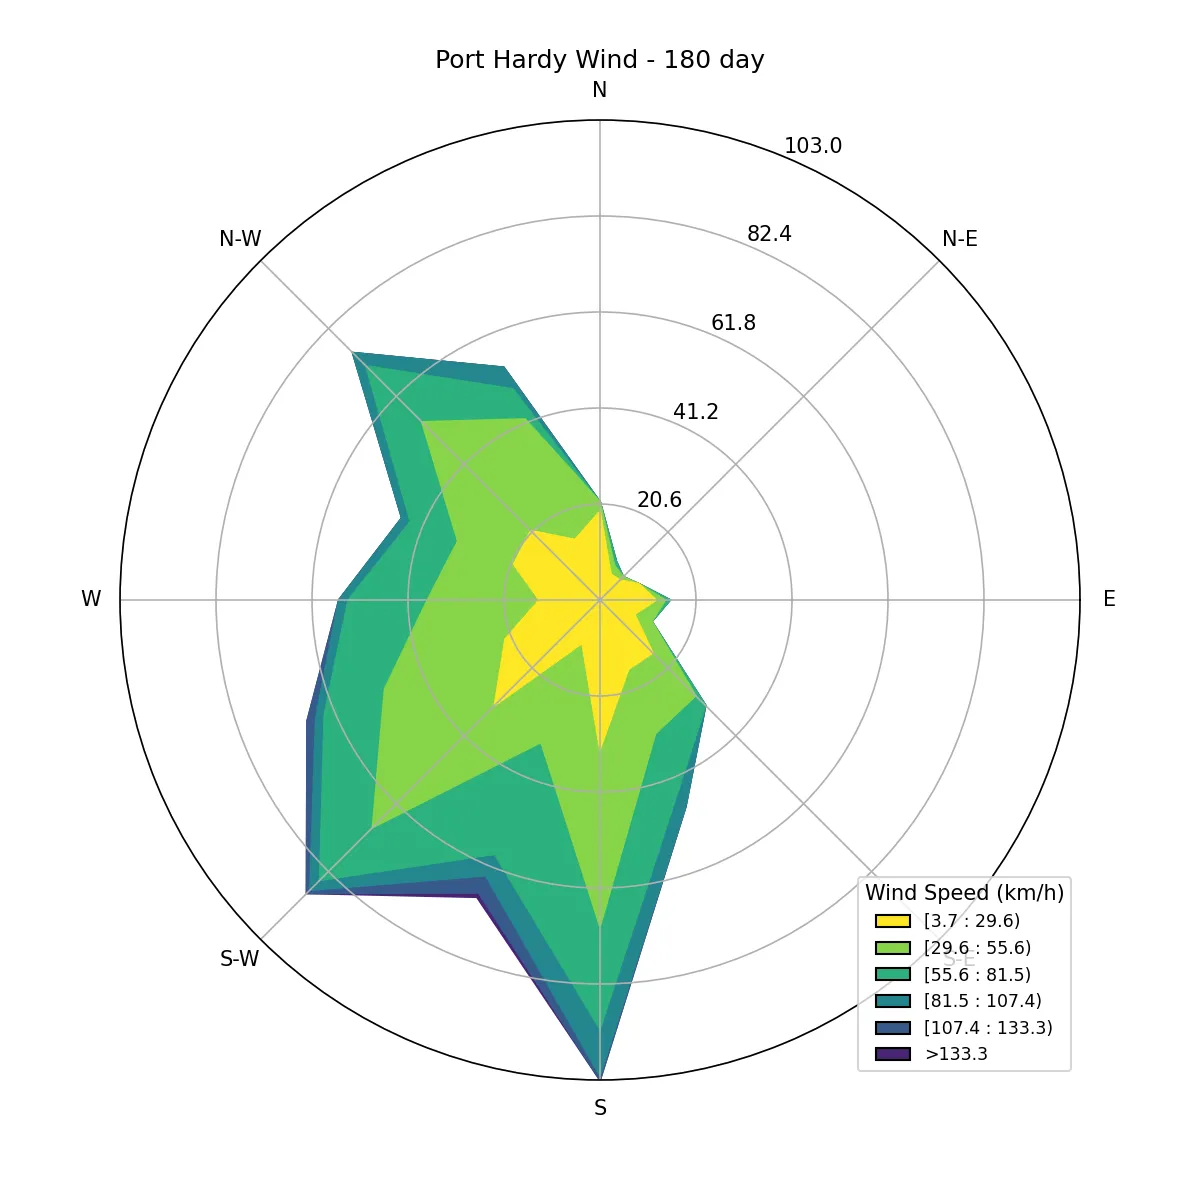 Port Hardy Wind - 180 day
N
103.0
N-W
N-E
82.4
61.8
41.2
20.6
W
E
S-W
S-E
S
Wind Speed (km/h)
[3.7 : 29.6)
[29.6 : 55.6)
[55.6 : 81.5)
[81.5 : 107.4)
[107.4 : 133.3)
>133.3